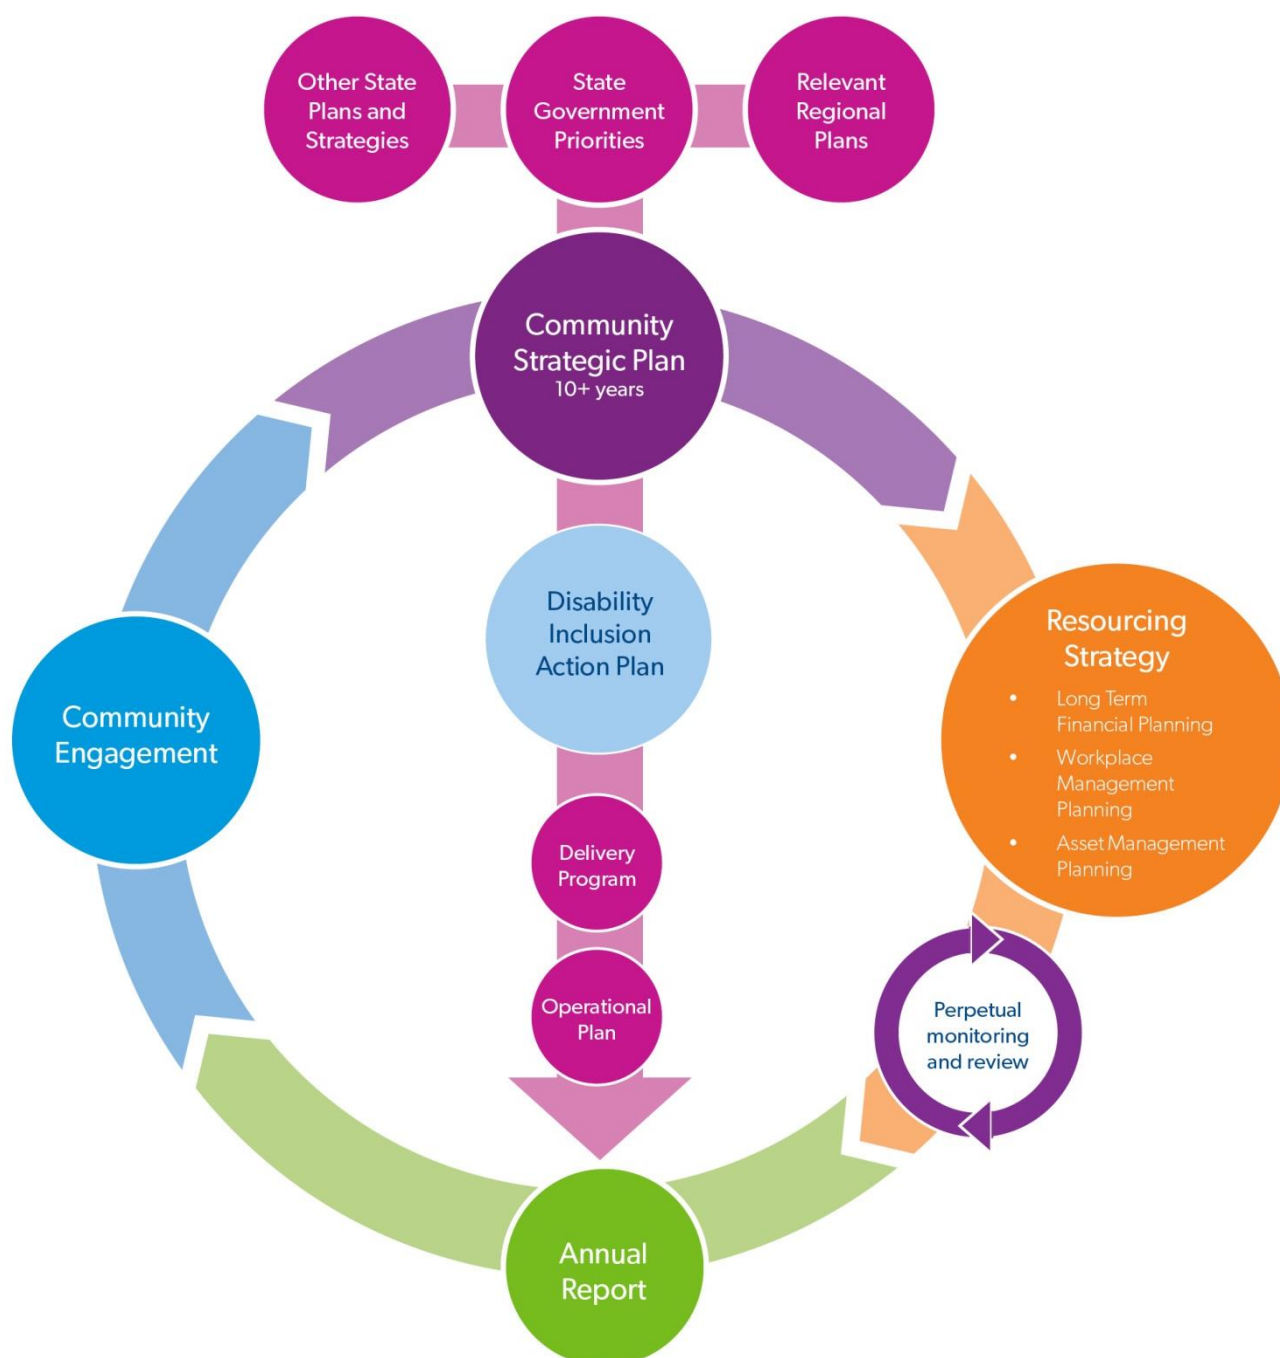 Other State
Plans and
Strategies
State
Government
Priorities
Relevant
Regional
Plans
Community
Strategic Plan
10+ years
Disability
Inclusion
Action Plan
Resourcing
Strategy
• Long Term
Financial Planning
• Workplace
Management
Planning
• Asset Management
Planning
Community
Engagement
Delivery
Program
Operational
Plan
Perpetual
monitoring
and review
Annual
Report